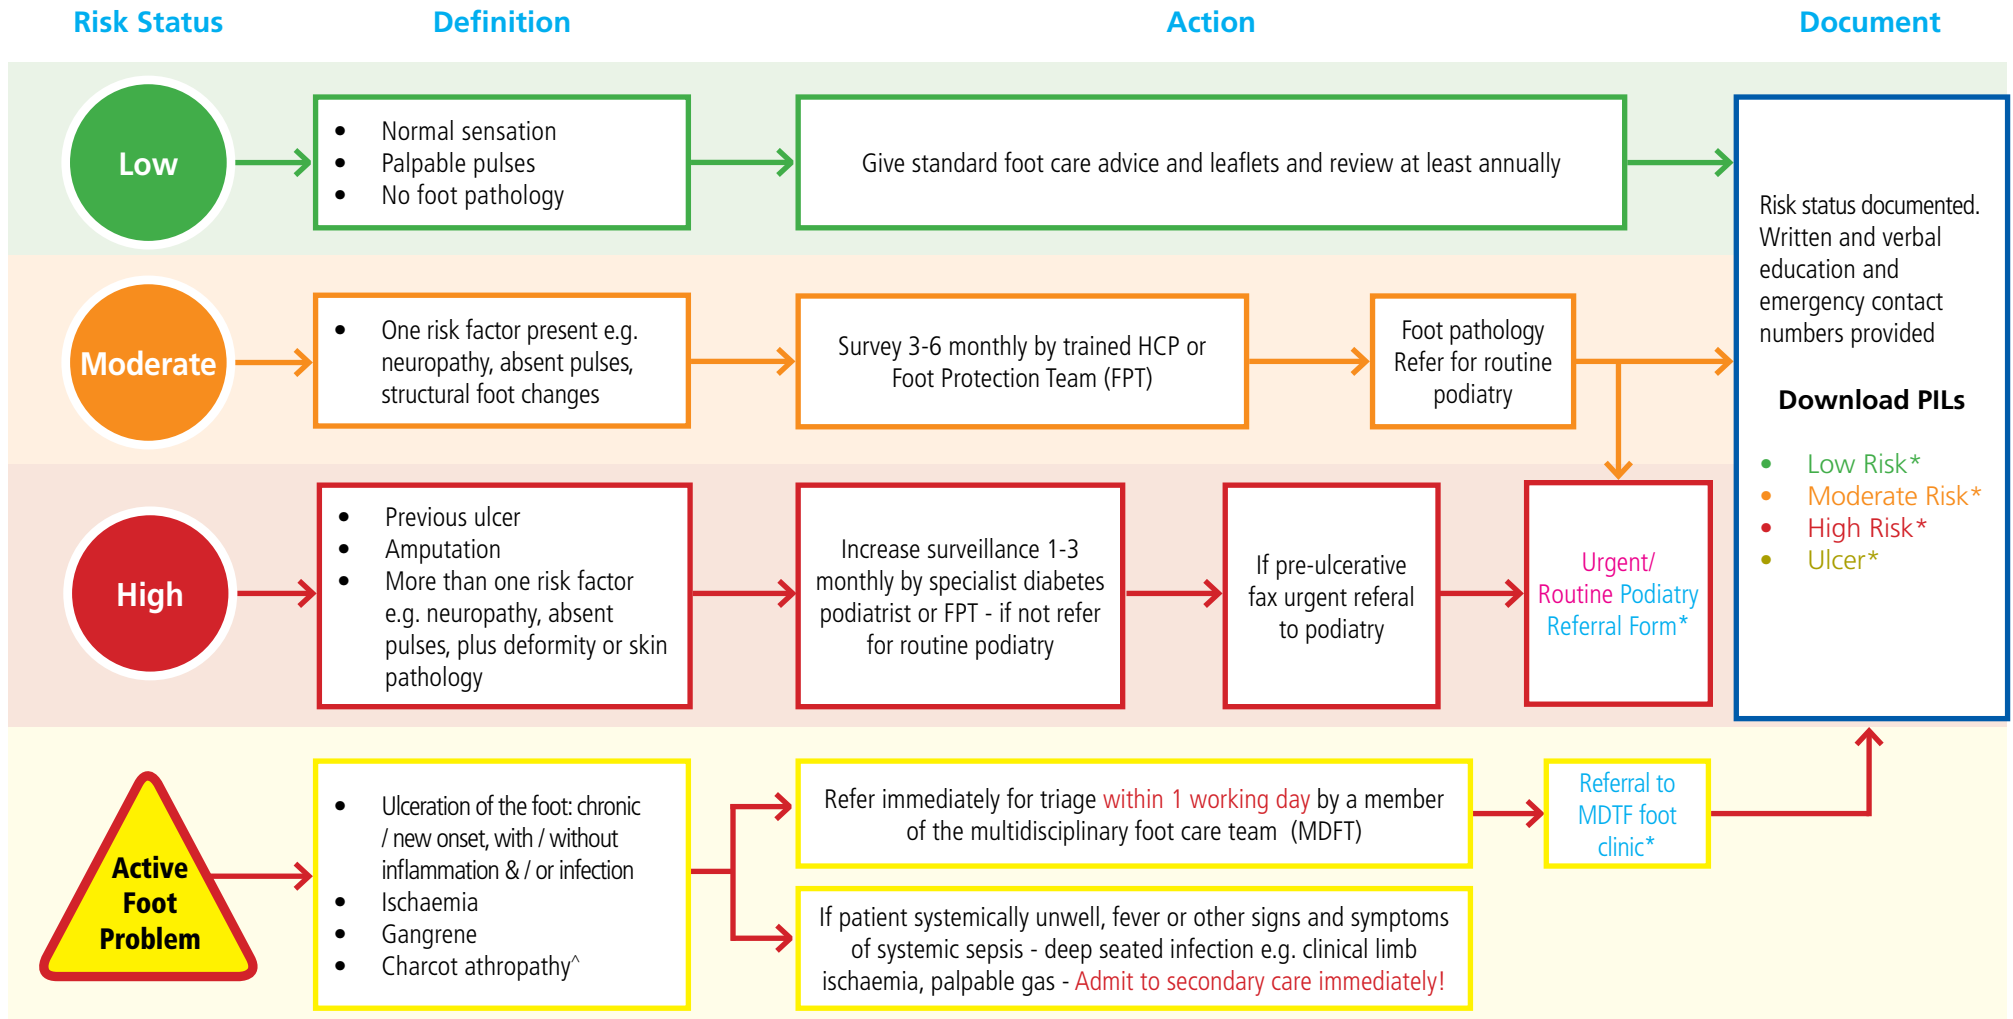 Risk Status
Definition
Action
Document
Low
• Normal sensation
• Palpable pulses
• No foot pathology
Give standard foot care advice and leaflets and review at least annually
Moderate
• One risk factor present e.g.
neuropathy, absent pulses,
structural foot changes
Survey 3-6 monthly by trained HCP or
Foot Protection Team (FPT)
Foot pathology
Refer for routine
podiatry
High
• Previous ulcer
• Amputation
• More than one risk factor
e.g. neuropathy, absent
pulses, plus deformity or skin
pathology
Increase surveillance 1-3
monthly by specialist diabetes
podiatrist or FPT - if not refer
for routine podiatry
If pre-ulcerative
fax urgent referal
to podiatry
Urgent/
Routine Podiatry
Referral Form*
Risk status documented.
Written and verbal
education and
emergency contact
numbers provided
Download PILs
• Low Risk*
• Moderate Risk*
• High Risk*
• Ulcer*
Active
Foot
Problem
• Ulceration of the foot: chronic
/ new onset, with / without
inflammation & / or infection
• Ischaemia
• Gangrene
• Charcot athropathy^
Refer immediately for triage within 1 working day by a member
of the multidisciplinary foot care team (MDFT)
Referral to
MDTF foot
clinic*
If patient systemically unwell, fever or other signs and symptoms
of systemic sepsis - deep seated infection e.g. clinical limb
ischaemia, palpable gas - Admit to secondary care immediately!